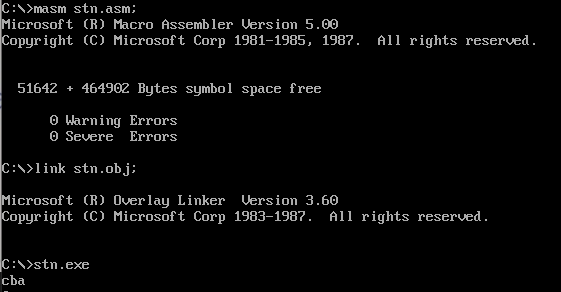 C:\>masm stn.asm;
Microsoft (R) Macro Assembler Version 5.00
Copyright (C) Microsoft Corp 1981-1985, 1987.  All rights reserved.
51642 + 464902 Bytes symbol space free
0 Warning Errors
0 Severe  Errors
C:\>link stn.obj;
Microsoft (R) Overlay Linker  Version 3.60
Copyright (C) Microsoft Corp 1983-1987.  All rights reserved.
C:\>stn.exe
cba